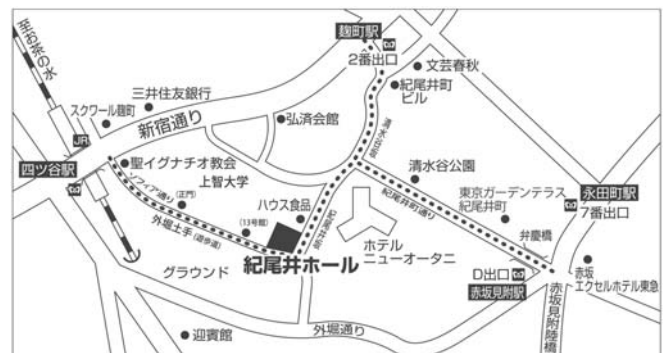 至お茶の水
麹町駅
2番出口
文芸春秋
三井住友銀行
紀尾井町
ビル
スクワール麹町
新宿通り
弘済会館
JR
清水谷坂
四ツ谷駅
聖イグナチオ教会
上智大学
清水谷公園
ソフィア通り
(正門)
ハウス食品
紀尾井町通り
東京ガーデンテラス
紀尾井町
永田町駅
7番出口
外堀土手(遊歩道)
(13号館)
紀尾井坂
弁慶橋
ホテル
ニューオータニ
紀尾井ホール
グラウンド
D出口
赤坂見附駅
赤坂
エクセルホテル東急
迎賓館
外堀通り
赤坂見附陸橋